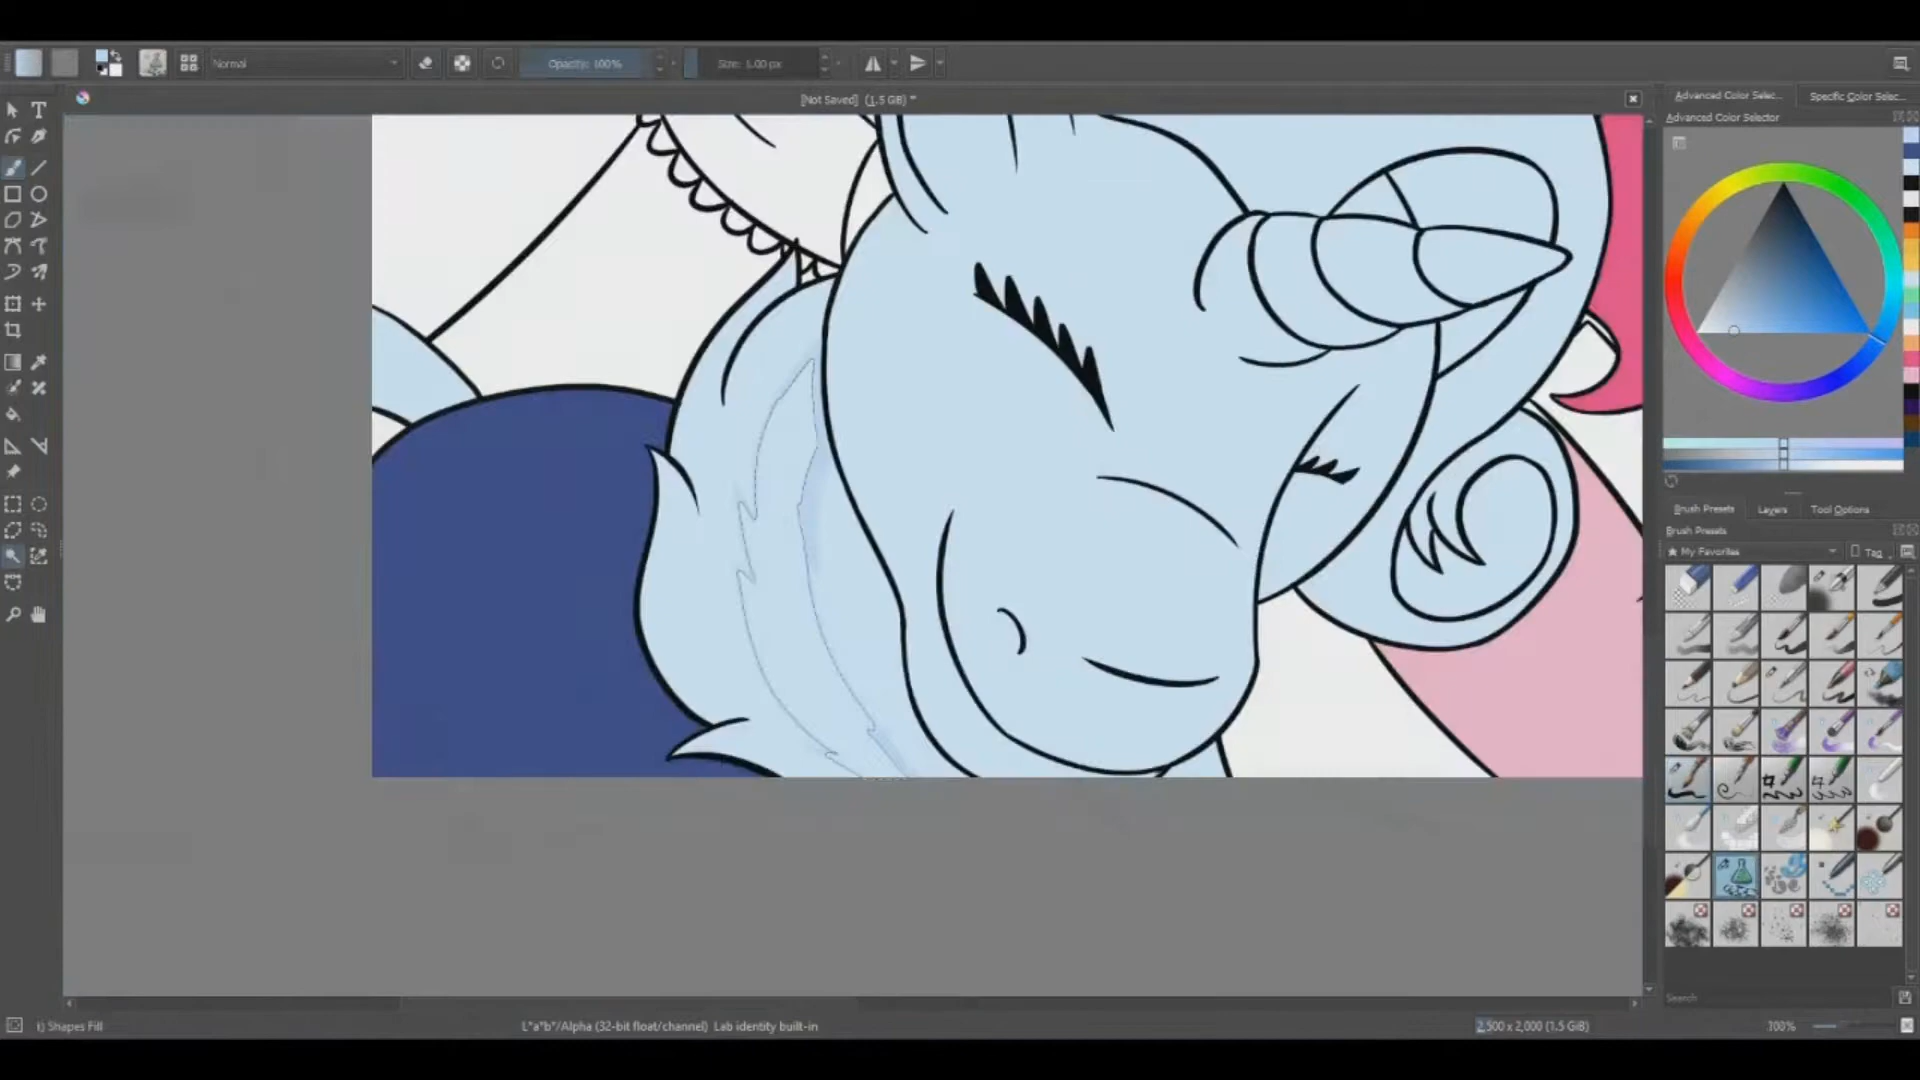 Normal
Opacity: 100%
Size: 1.00 px
[Not Saved] (1.5 GB) *
Advanced Color Selec...
Specific Color Selec...
Advanced Color Selector
Brush Presets
Layers
Tool Options
Brush Presets
My Favorites
Tag
Search
Shapes Fill
L*a*b*/Alpha (32-bit float/channel) Lab identity built-in
2,500 x 2,000 (1.5 GiB)
100%